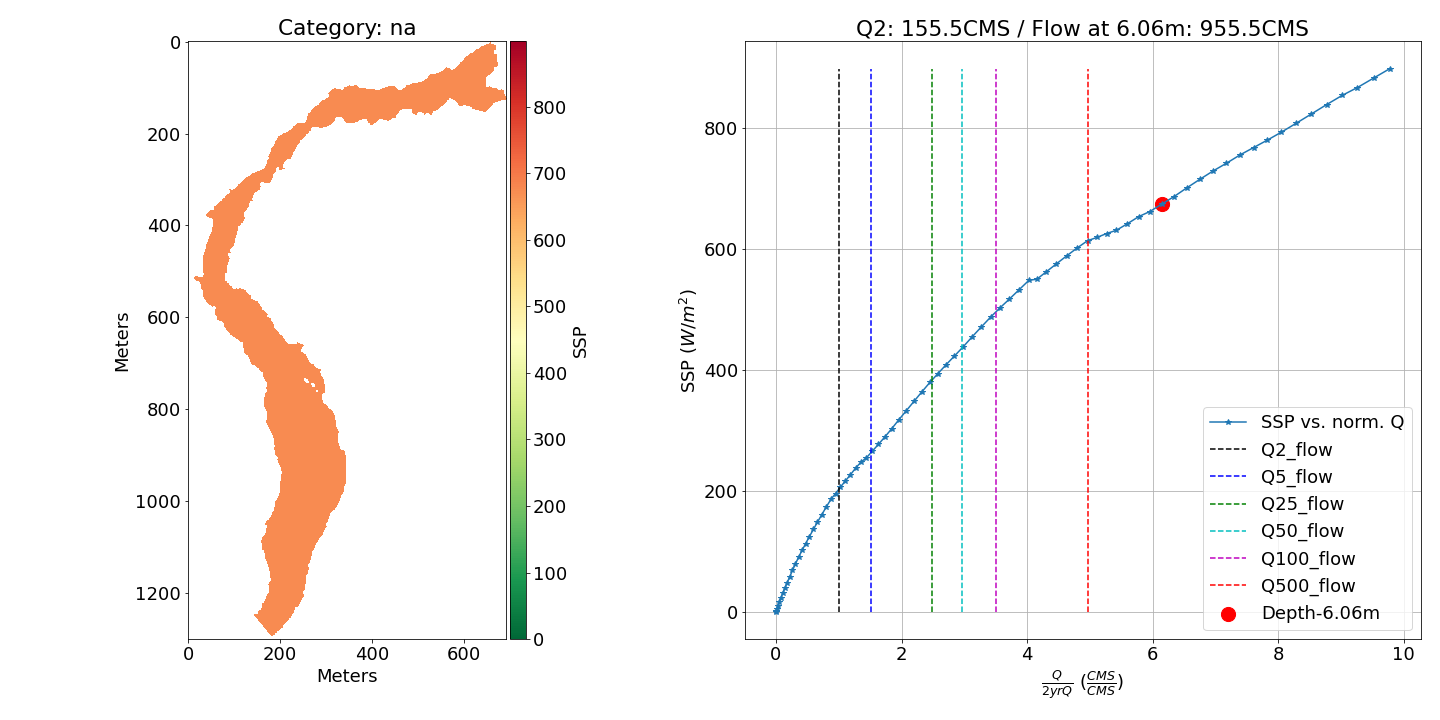 Category: na
0
200
400
600
800
1000
1200
Meters
0
200
400
600
Meters
800
700
600
500
400
300
200
100
0
SSP
Q2: 155.5CMS / Flow at 6.06m: 955.5CMS
800
600
400
200
0
SSP (W/m²)
0
2
4
6
8
10
Q/2yrQ (CMS/CMS)
SSP vs. norm. Q
Q2_flow
Q5_flow
Q25_flow
Q50_flow
Q100_flow
Q500_flow
Depth-6.06m